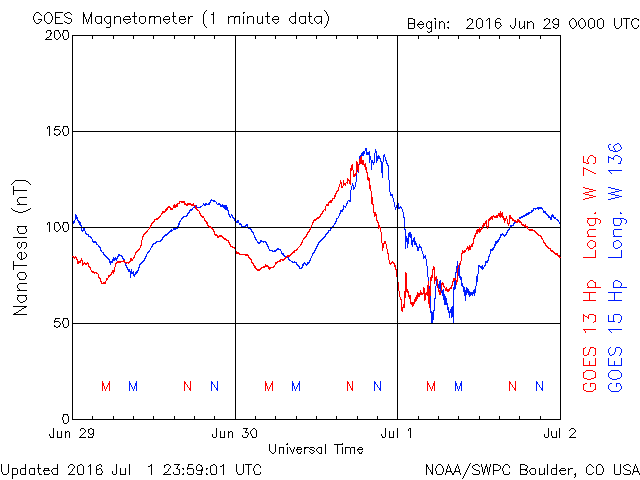 GOES Magnetometer (1 minute data)
Begin: 2016 Jun 29 0000 UTC
200
150
100
50
0
NanoTesla (nT)
M M N N M M N N M M N N
Jun 29 Jun 30 Jul 1 Jul 2
Universal Time
GOES 13 Hp Long. W 75
GOES 15 Hp Long. W 136
Updated 2016 Jul 1 23:59:01 UTC
NOAA/SWPC Boulder, CO USA